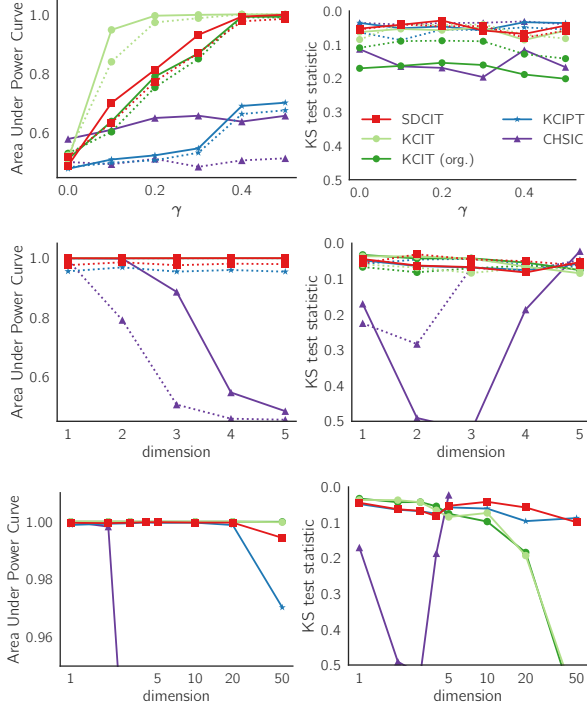 1.0
0.8
0.6
Area Under Power Curve
0.0
0.2
0.4
γ
0.0
0.1
0.2
0.3
0.4
0.5
KS test statistic
SDCIT
KCIT
KCIT (org.)
KCIPT
CHSIC
0.0
0.2
0.4
γ
1.0
0.8
0.6
Area Under Power Curve
1 2 3 4 5
dimension
0.0
0.1
0.2
0.3
0.4
0.5
KS test statistic
1 2 3 4 5
dimension
1.00
0.98
0.96
Area Under Power Curve
1 5 10 20 50
dimension
0.0
0.1
0.2
0.3
0.4
0.5
KS test statistic
1 5 10 20 50
dimension